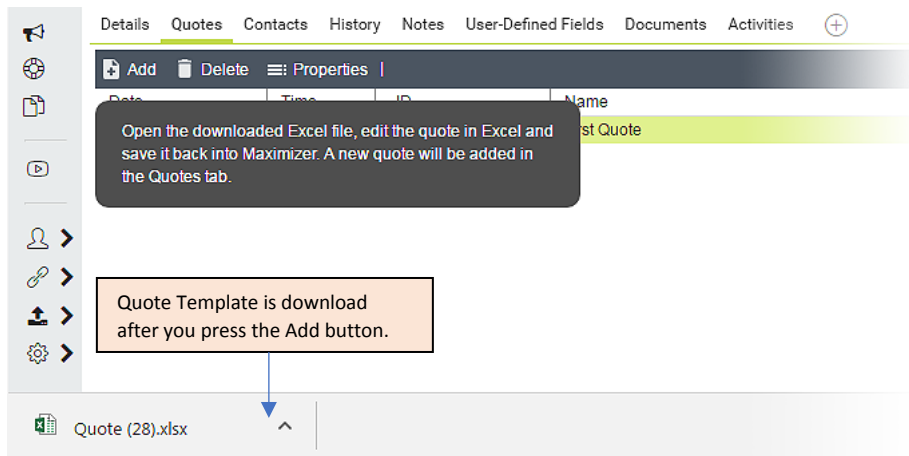 Details Quotes Contacts History Notes User-Defined Fields Documents Activities
Add Delete Properties
Date Time ID Name
Open the downloaded Excel file, edit the quote in Excel and
save it back into Maximizer. A new quote will be added in
the Quotes tab.
rst Quote
Quote Template is download
after you press the Add button.
Quote (28).xlsx